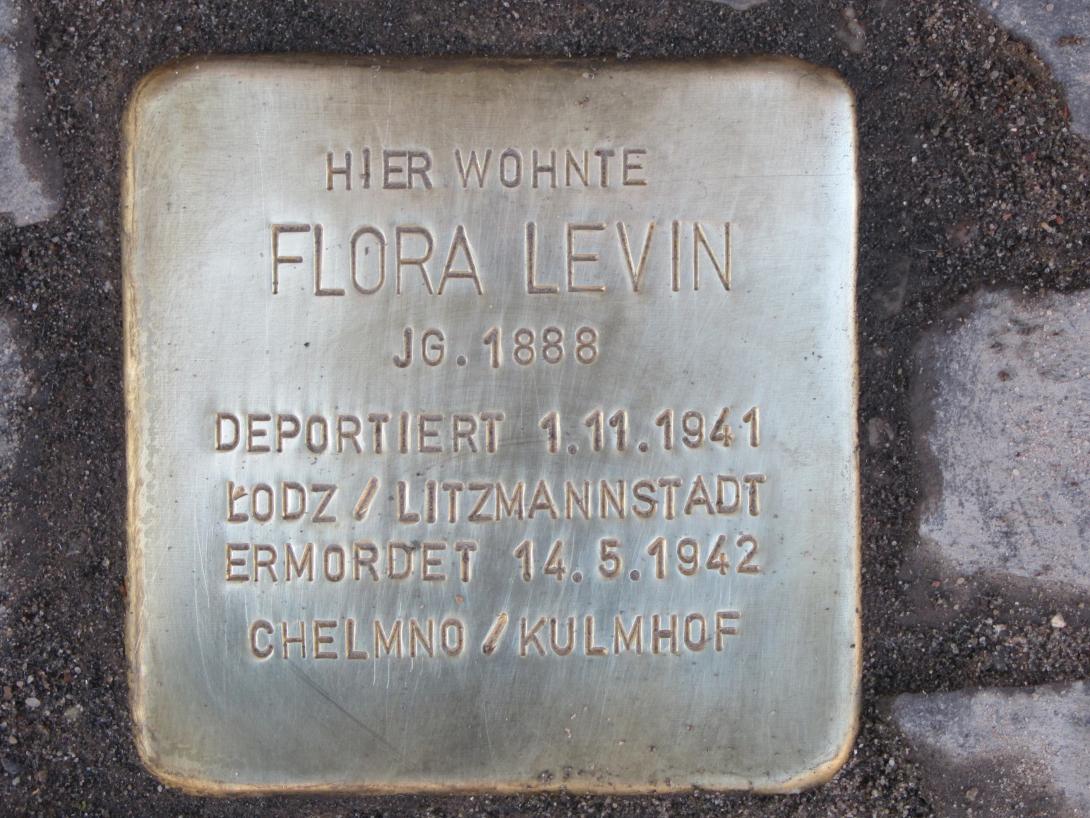 HIER WOHNTE
FLORA LEVIN
JG. 1888
DEPORTIERT 1.11.1941
ŁODZ / LITZMANNSTADT
ERMORDET 14.5.1942
CHELMNO / KULMHOF